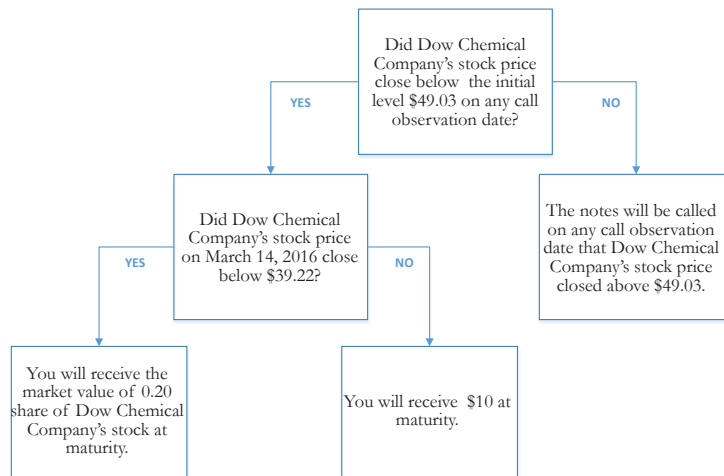 Did Dow Chemical
Company's stock price
close below the initial
level $49.03 on any call
observation date?
YES
NO
Did Dow Chemical
Company's stock price
on March 14, 2016 close
below $39.22?
The notes will be called
on any call observation
date that Dow Chemical
Company's stock price
closed above $49.03.
YES
NO
You will receive the
market value of 0.20
share of Dow Chemical
Company's stock at
maturity.
You will receive $10 at
maturity.